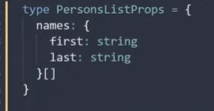 type PersonsListProps = {
  names: {
    first: string
    last: string
  }[]
}